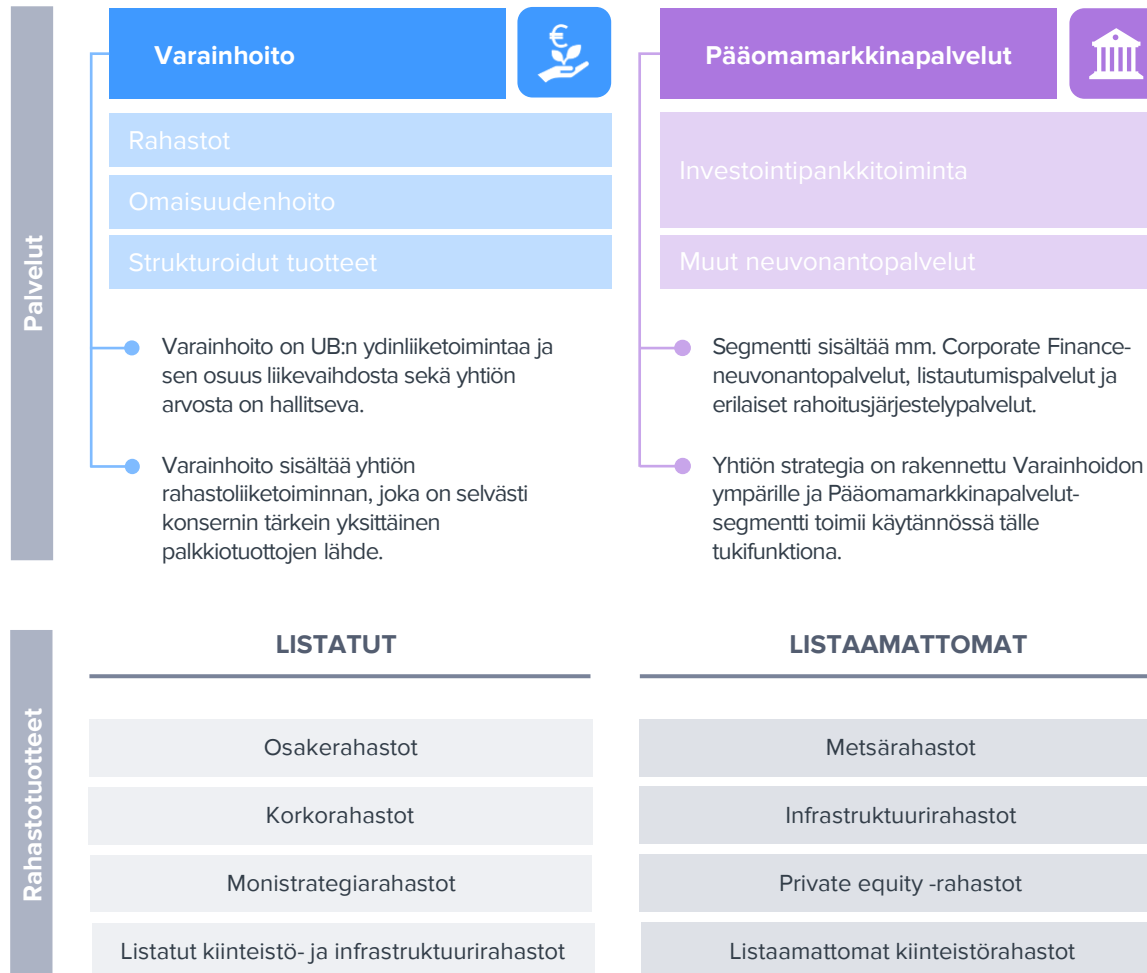 Palvelut
Varainhoito
€
Rahastot
Omaisuudenhoito
Strukturoidut tuotteet
Varainhoito on UB:n ydinliiketoimintaa ja
sen osuus liikevaihdosta sekä yhtiön
arvosta on hallitseva.
Varainhoito sisältää yhtiön
rahastoliiketoiminnan, joka on selvästi
konsernin tärkein yksittäinen
palkkiotuottojen lähde.
Pääomamarkkinapalvelut
Investointipankkitoiminta
Muut neuvonantopalvelut
Segmentti sisältää mm. Corporate Finance-
neuvonantopalvelut, listautumispalvelut ja
erilaiset rahoitusjärjestelypalvelut.
Yhtiön strategia on rakennettu Varainhoidon
ympärille ja Pääomamarkkinapalvelut-
segmentti toimii käytännössä tälle
tukifunktiona.
Rahastotuotteet
LISTATUT
Osakerahastot
Korkorahastot
Monistrategiarahastot
Listatut kiinteistö- ja infrastruktuurirahastot
LISTAAMATTOMAT
Metsärahastot
Infrastruktuurirahastot
Private equity -rahastot
Listaamattomat kiinteistörahastot